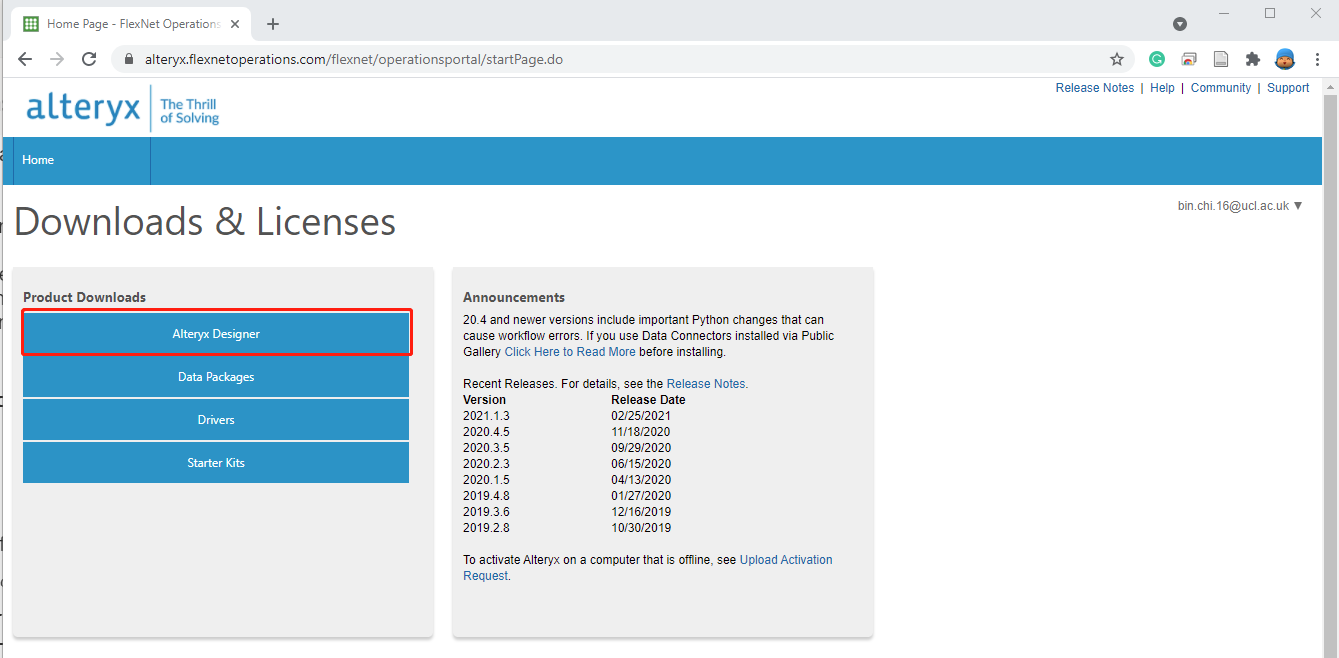 Home Page - FlexNet Operations
alteryx.flexnetoperations.com/flexnet/operationsportal/startPage.do
Release Notes | Help | Community | Support
alteryx
The Thrill
of Solving
Home
bin.chi.16@ucl.ac.uk ▼
Downloads & Licenses
Product Downloads
Alteryx Designer
Data Packages
Drivers
Starter Kits
Announcements
20.4 and newer versions include important Python changes that can
cause workflow errors. If you use Data Connectors installed via Public
Gallery Click Here to Read More before installing.
Recent Releases. For details, see the Release Notes.
Version Release Date
2021.1.3 02/25/2021
2020.4.5 11/18/2020
2020.3.5 09/29/2020
2020.2.3 06/15/2020
2020.1.5 04/13/2020
2019.4.8 01/27/2020
2019.3.6 12/16/2019
2019.2.8 10/30/2019
To activate Alteryx on a computer that is offline, see Upload Activation
Request.